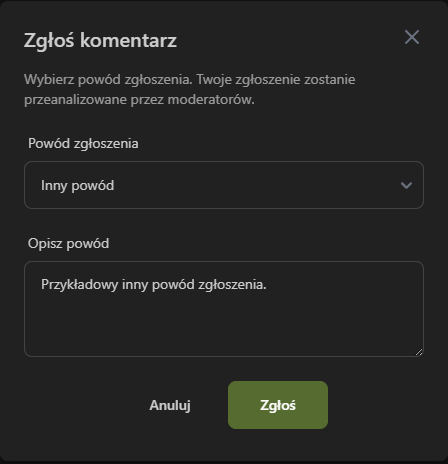 Zgłoś komentarz
Wybierz powód zgłoszenia. Twoje zgłoszenie zostanie
przeanalizowane przez moderatorów.
Powód zgłoszenia
Inny powód
Opisz powód
Przykładowy inny powód zgłoszenia.
Anuluj
Zgłoś